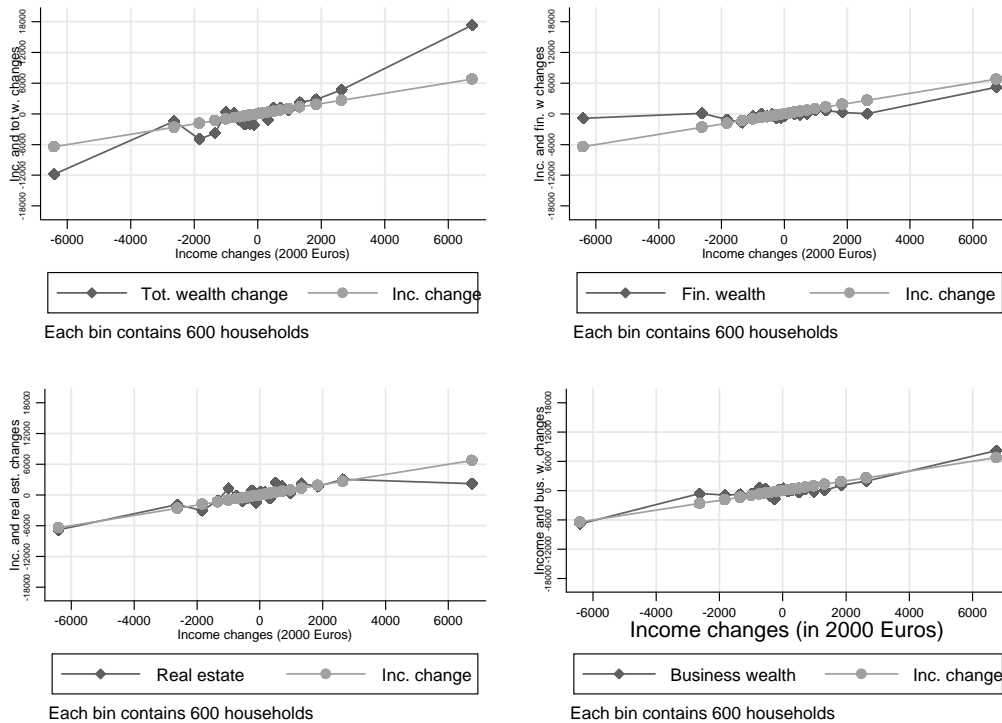 Inc. and tot w. changes
18000
12000
6000
0
-6000
-12000
-18000
-6000 -4000 -2000 0 2000 4000 6000
Income changes (2000 Euros)
Tot. wealth change Inc. change
Each bin contains 600 households
Inc. and fin. w changes
18000
12000
6000
0
-6000
-12000
-18000
-6000 -4000 -2000 0 2000 4000 6000
Income changes (2000 Euros)
Fin. wealth Inc. change
Each bin contains 600 households
Inc. and real est. changes
18000
12000
6000
0
-6000
-12000
-18000
-6000 -4000 -2000 0 2000 4000 6000
Income changes (2000 Euros)
Real estate Inc. change
Each bin contains 600 households
Income and bus. w. changes
18000
12000
6000
0
-6000
-12000
-18000
-6000 -4000 -2000 0 2000 4000 6000
Income changes (in 2000 Euros)
Business wealth Inc. change
Each bin contains 600 households